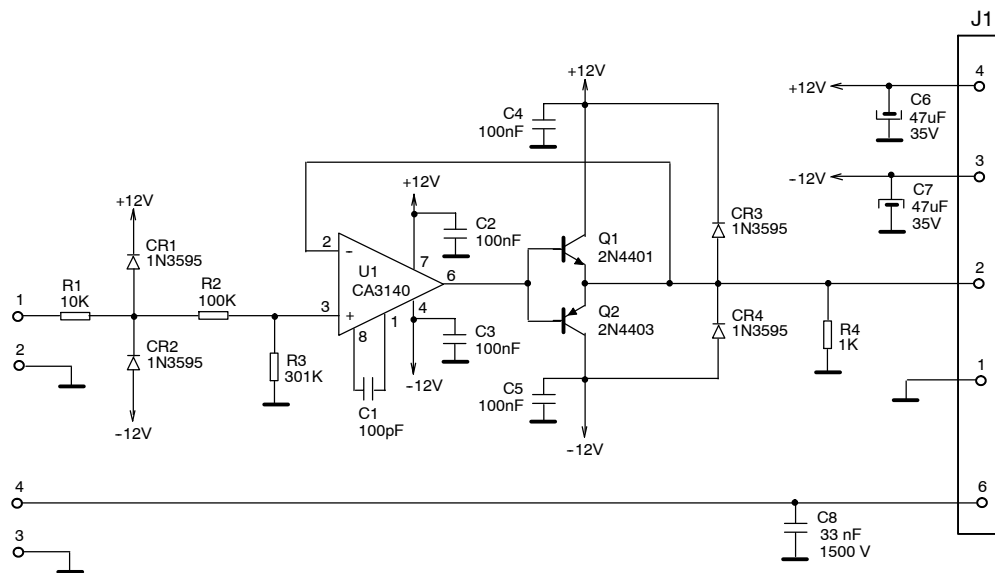 J1
4
+12V
C6
47uF
35V
+12V
C4
100nF
3
--12V
C7
47uF
35V
+12V
+12V
C2
100nF
CR3
1N3595
CR1
1N3595
2
-
7
Q1
2N4401
U1
CA3140
6
2
R1
10K
R2
100K
1
3
+
4
1
8
Q2
2N4403
CR4
1N3595
R4
1K
C3
100nF
2
CR2
1N3595
R3
301K
--12V
C5
100nF
1
C1
100pF
--12V
--12V
4
6
C8
33 nF
1500 V
3